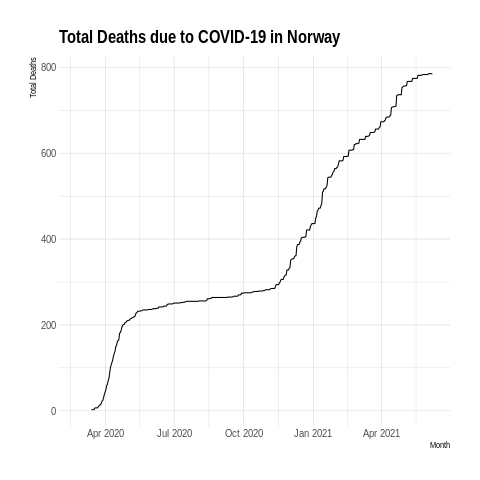 Total Deaths due to COVID-19 in Norway
Total Deaths
800
600
400
200
0
Apr 2020
Jul 2020
Oct 2020
Jan 2021
Apr 2021
Month